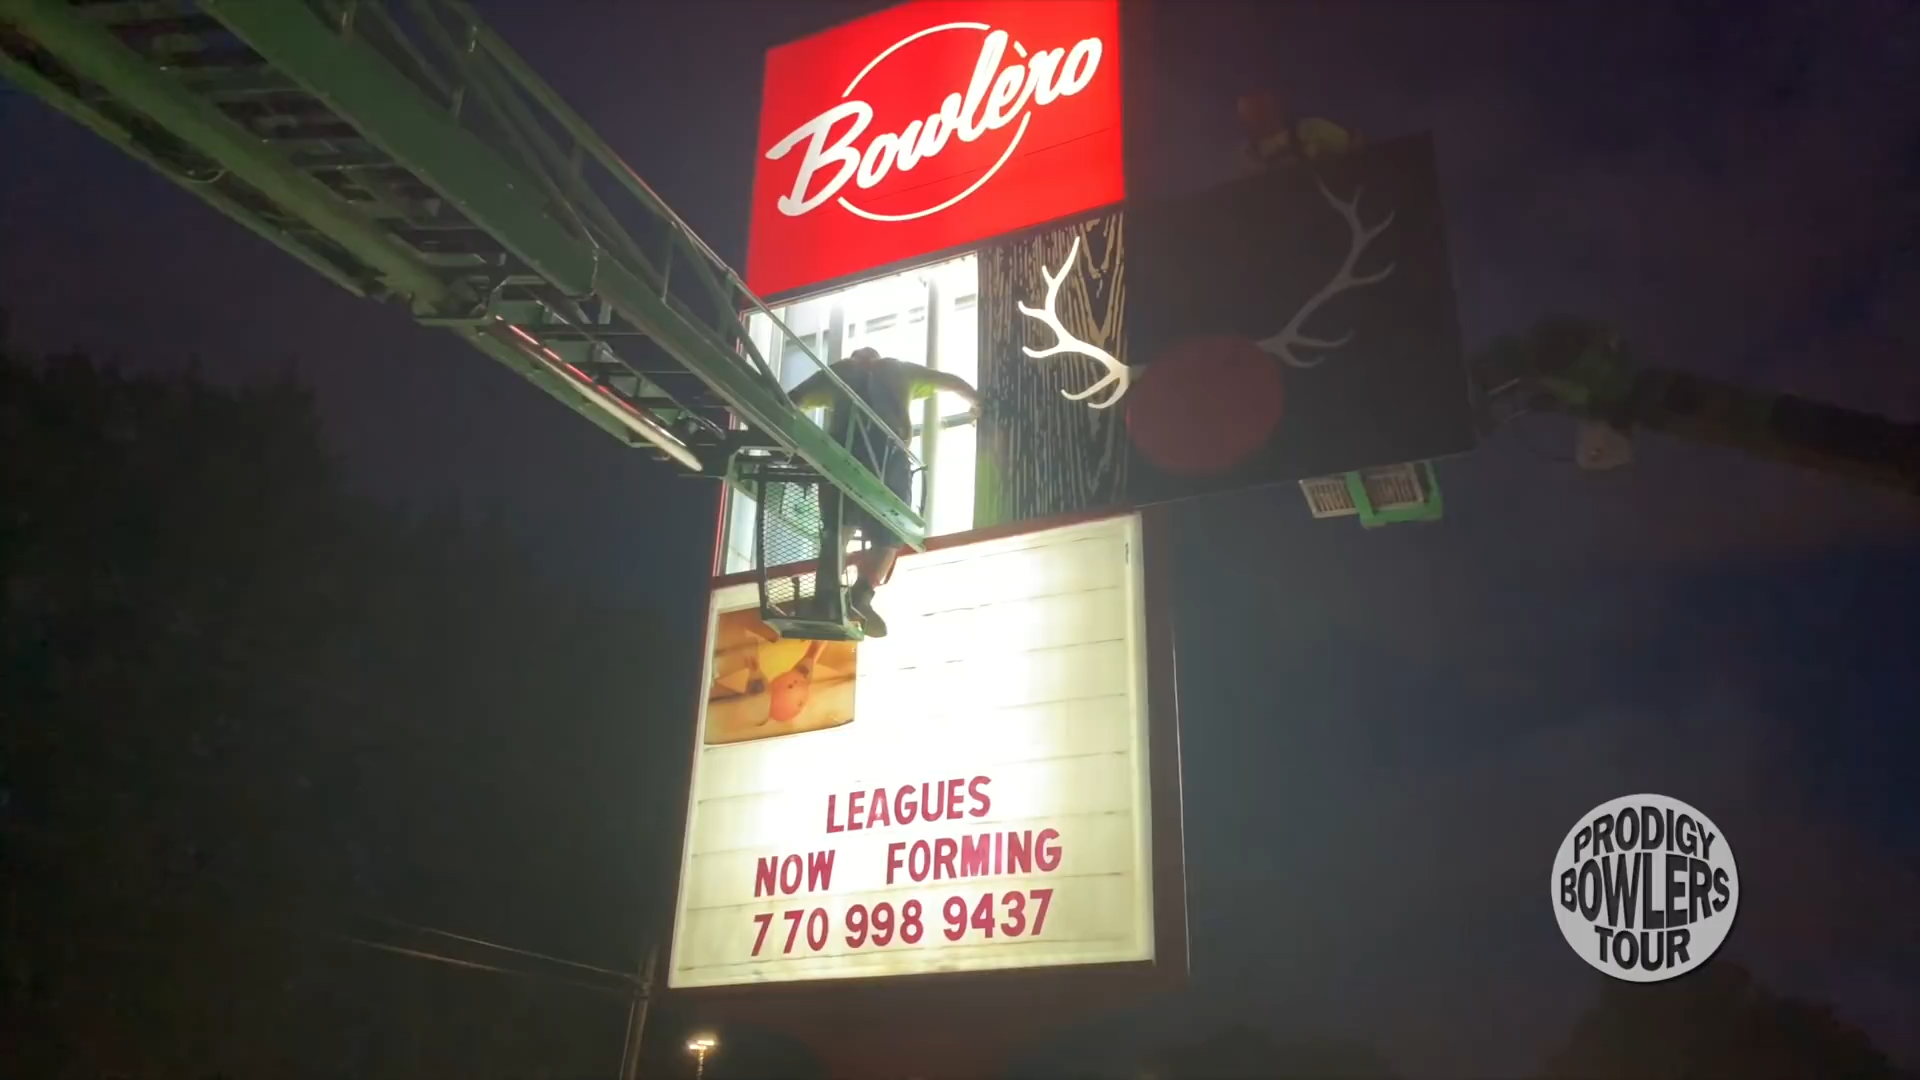 Bowlèro
LEAGUES
NOW FORMING
770 998 9437
PRODIGY
BOWLERS
TOUR